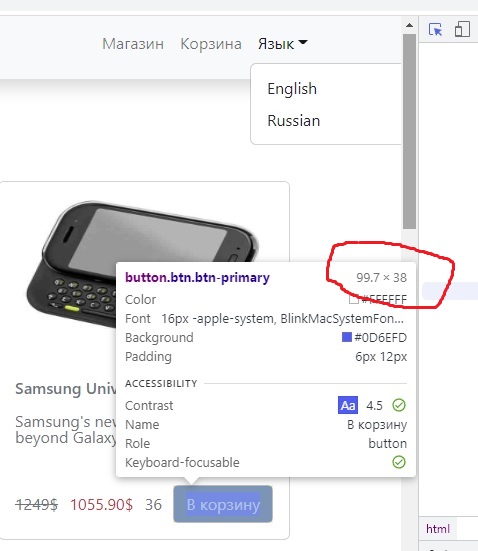 Магазин Корзина Язык
English
Russian
button.btn.btn-primary 99.7 × 38
Color #FFFFFF
Font 16px -apple-system, BlinkMacSystemFon...
Background #0D6EFD
Padding 6px 12px
ACCESSIBILITY
Contrast Aa 4.5
Name В корзину
Role button
Keyboard-focusable
Samsung Univ
Samsung's nev
beyond Galaxy
1249$ 1055.90$ 36 В корзину
html